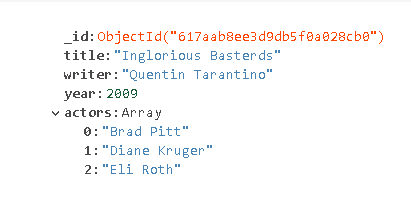 _id:ObjectId("617aab8ee3d9db5f0a028cb0")
title:"Inglorious Basterds"
writer:"Quentin Tarantino"
year:2009
actors:Array
0:"Brad Pitt"
1:"Diane Kruger"
2:"Eli Roth"